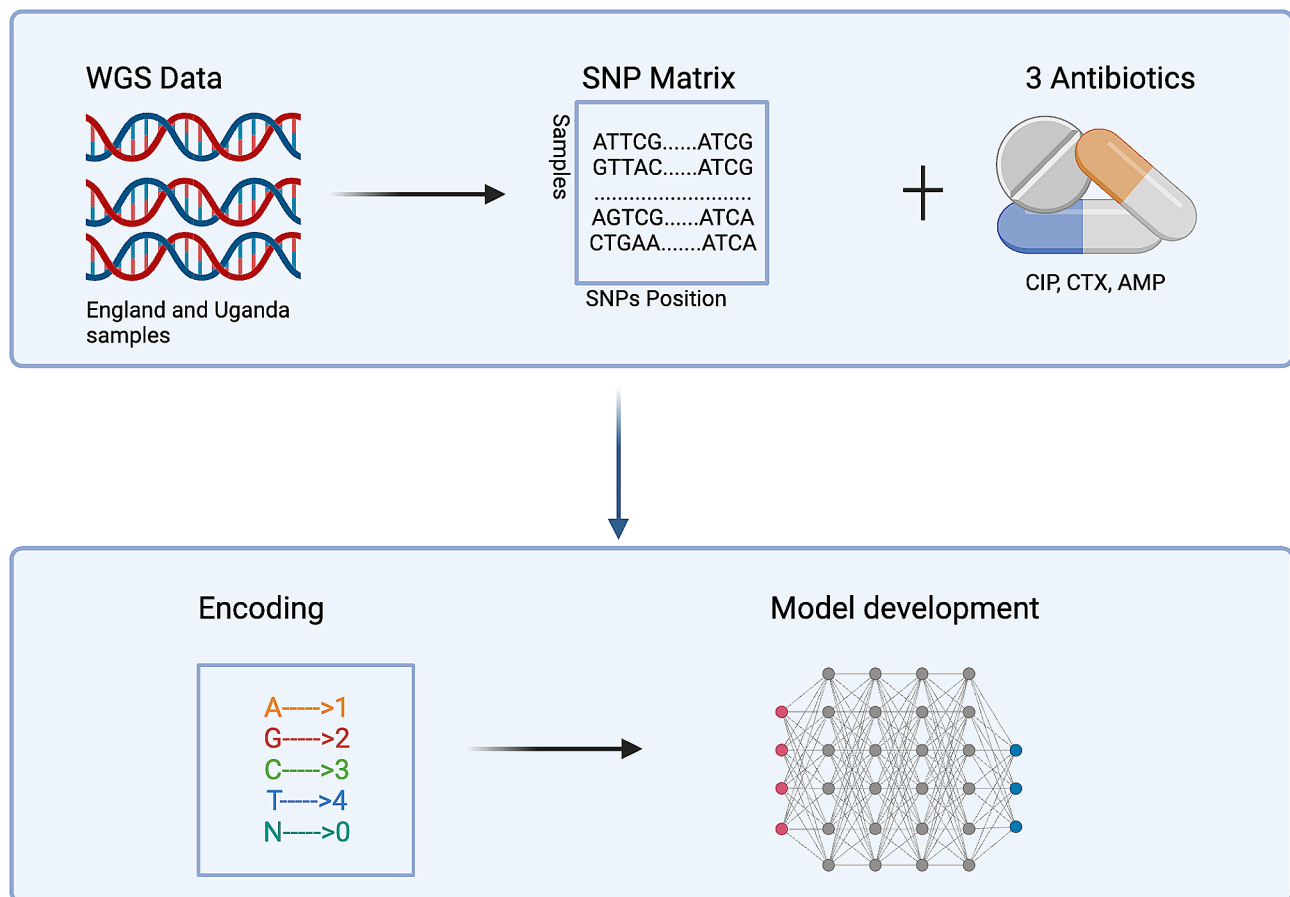 WGS Data
England and Uganda
samples
SNP Matrix
Samples
ATTCG......ATCG
GTTAC......ATCG
..........................
AGTCG......ATCA
CTGAA.......ATCA
SNPs Position
+
3 Antibiotics
CIP, CTX, AMP
Encoding
A----->1
G----->2
C----->3
T----->4
N----->0
Model development